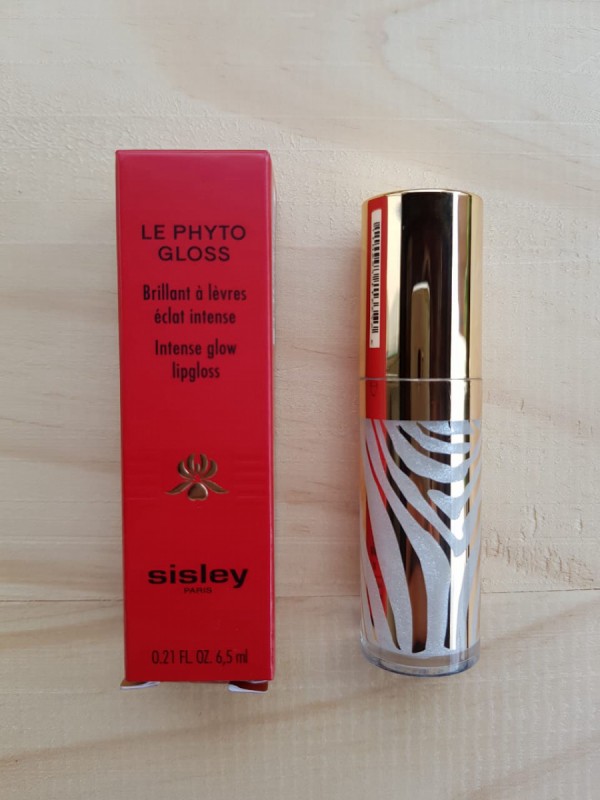 LE PHYTO
GLOSS
Brillant à lèvres
éclat intense
Intense glow
lipgloss
sisley
PARIS
0.21 FL. OZ. 6,5 ml